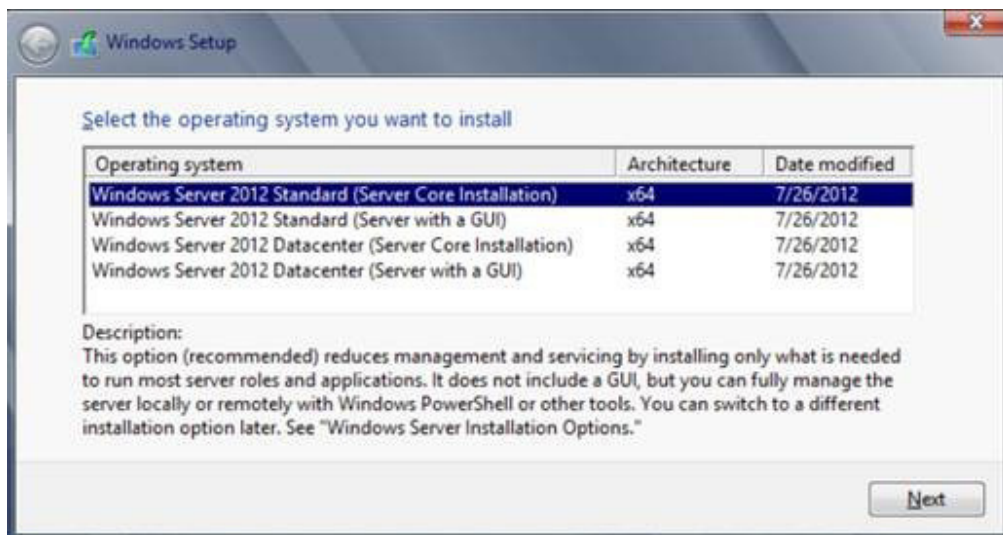 Windows Setup
Select the operating system you want to install
Operating system Architecture Date modified
Windows Server 2012 Standard (Server Core Installation) x64 7/26/2012
Windows Server 2012 Standard (Server with a GUI) x64 7/26/2012
Windows Server 2012 Datacenter (Server Core Installation) x64 7/26/2012
Windows Server 2012 Datacenter (Server with a GUI) x64 7/26/2012
Description:
This option (recommended) reduces management and servicing by installing only what is needed
to run most server roles and applications. It does not include a GUI, but you can fully manage the
server locally or remotely with Windows PowerShell or other tools. You can switch to a different
installation option later. See "Windows Server Installation Options."
Next